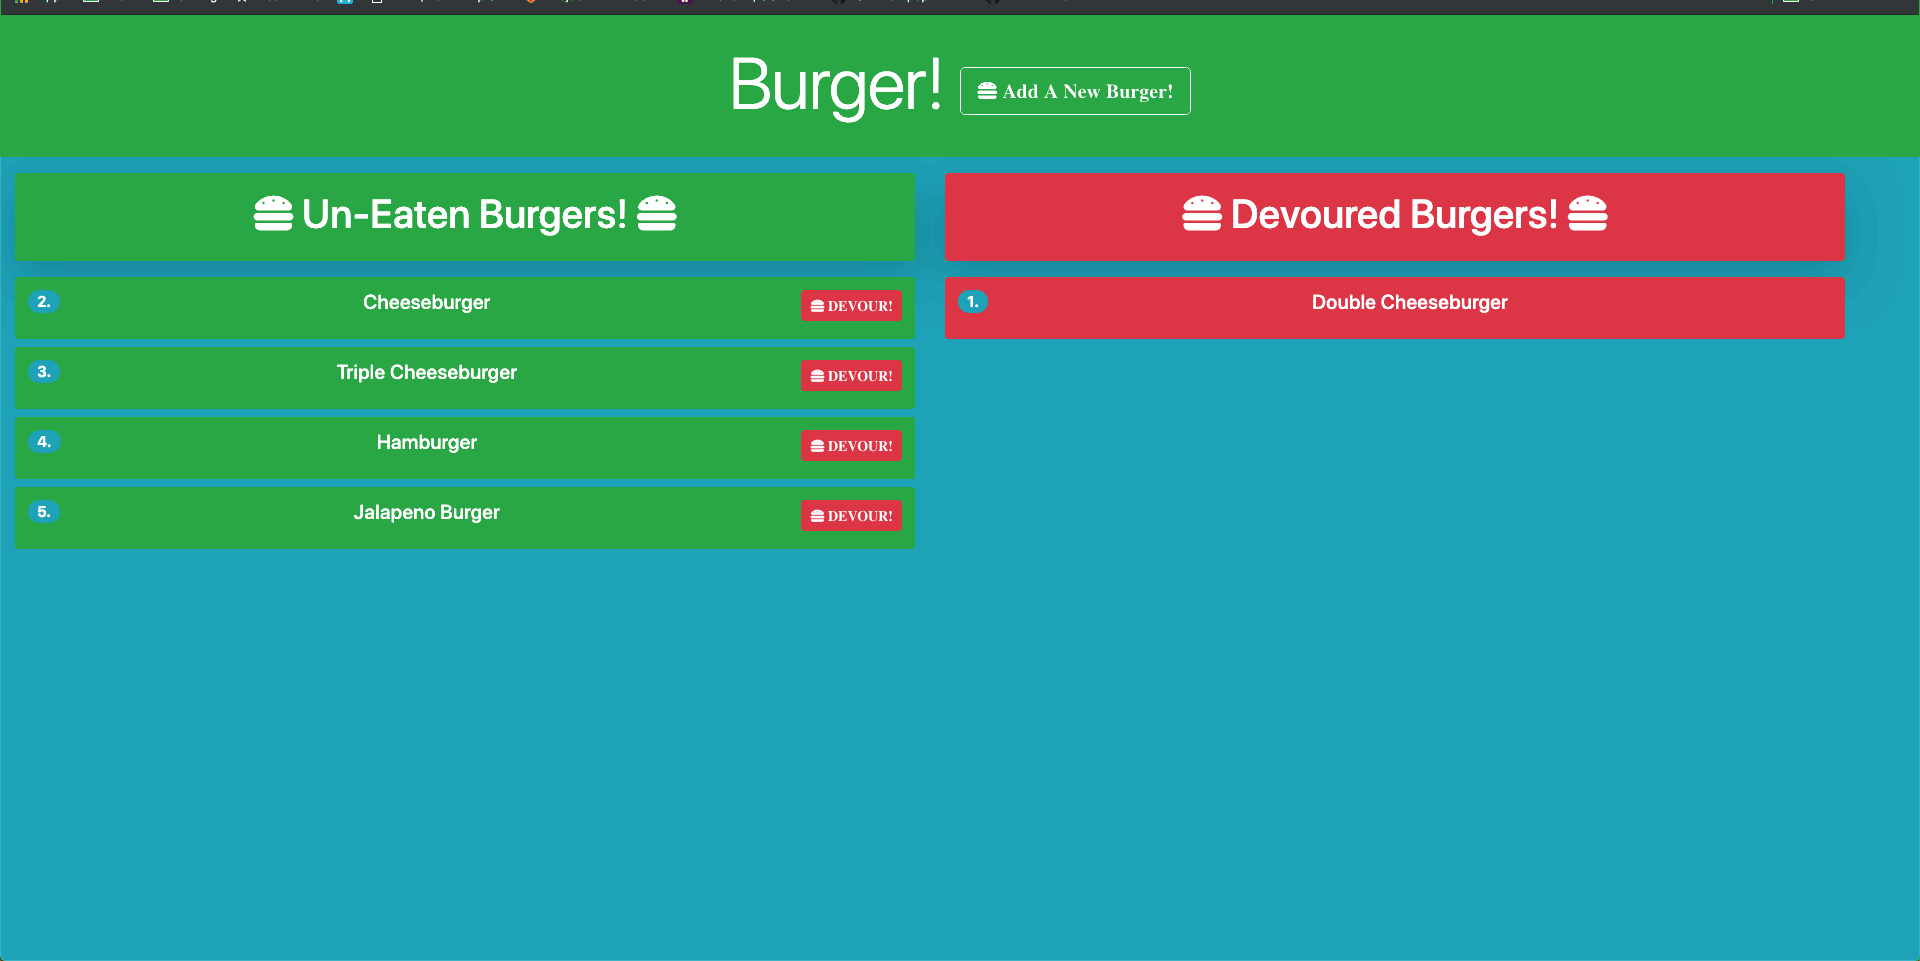 Burger!
Add A New Burger!
Un-Eaten Burgers!
2. Cheeseburger DEVOUR!
3. Triple Cheeseburger DEVOUR!
4. Hamburger DEVOUR!
5. Jalapeno Burger DEVOUR!
Devoured Burgers!
1. Double Cheeseburger